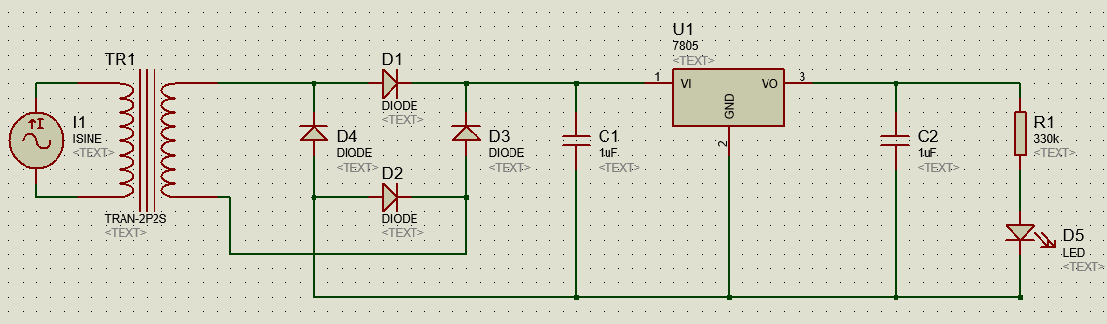 TR1
TRAN-2P2S
<TEXT>
I1
ISINE
<TEXT>
D1
DIODE
<TEXT>
D4
DIODE
<TEXT>
D3
DIODE
<TEXT>
D2
DIODE
<TEXT>
C1
1uF
<TEXT>
U1
7805
<TEXT>
1
VI
VO
3
GND
2
C2
1uF
<TEXT>
R1
330k
<TEXT>
D5
LED
<TEXT>